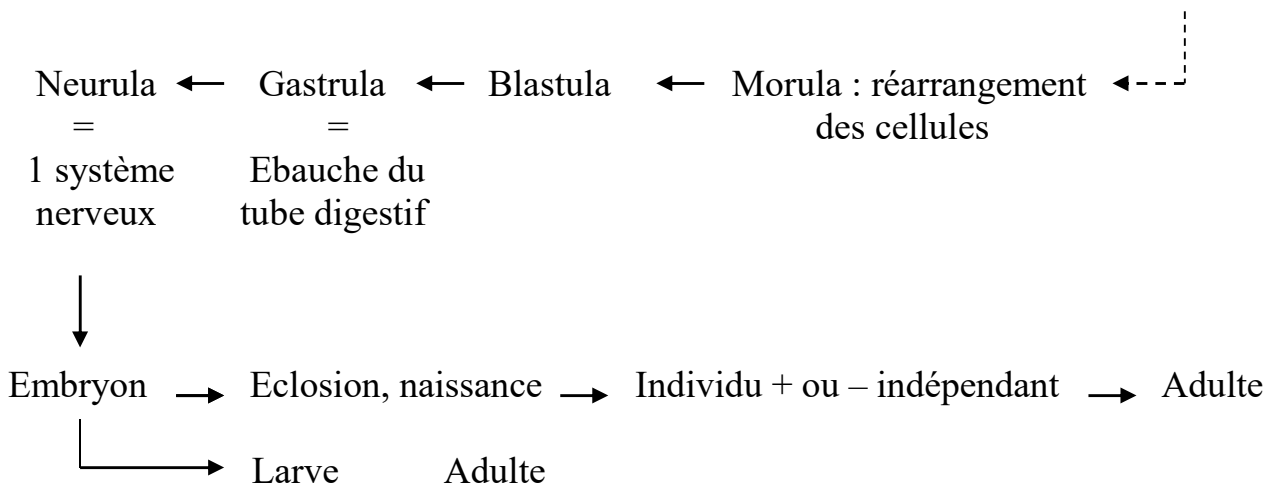 Neurula Gastrula Blastula Morula : réarrangement
= = des cellules
1 système Ebauche du
nerveux tube digestif
Embryon Eclosion, naissance Individu + ou – indépendant Adulte
Larve Adulte